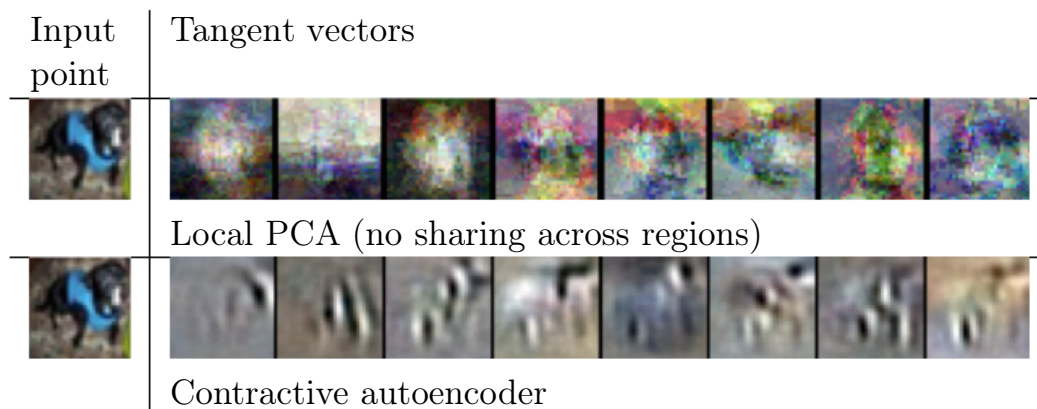 Input point
Tangent vectors
Local PCA (no sharing across regions)
Contractive autoencoder